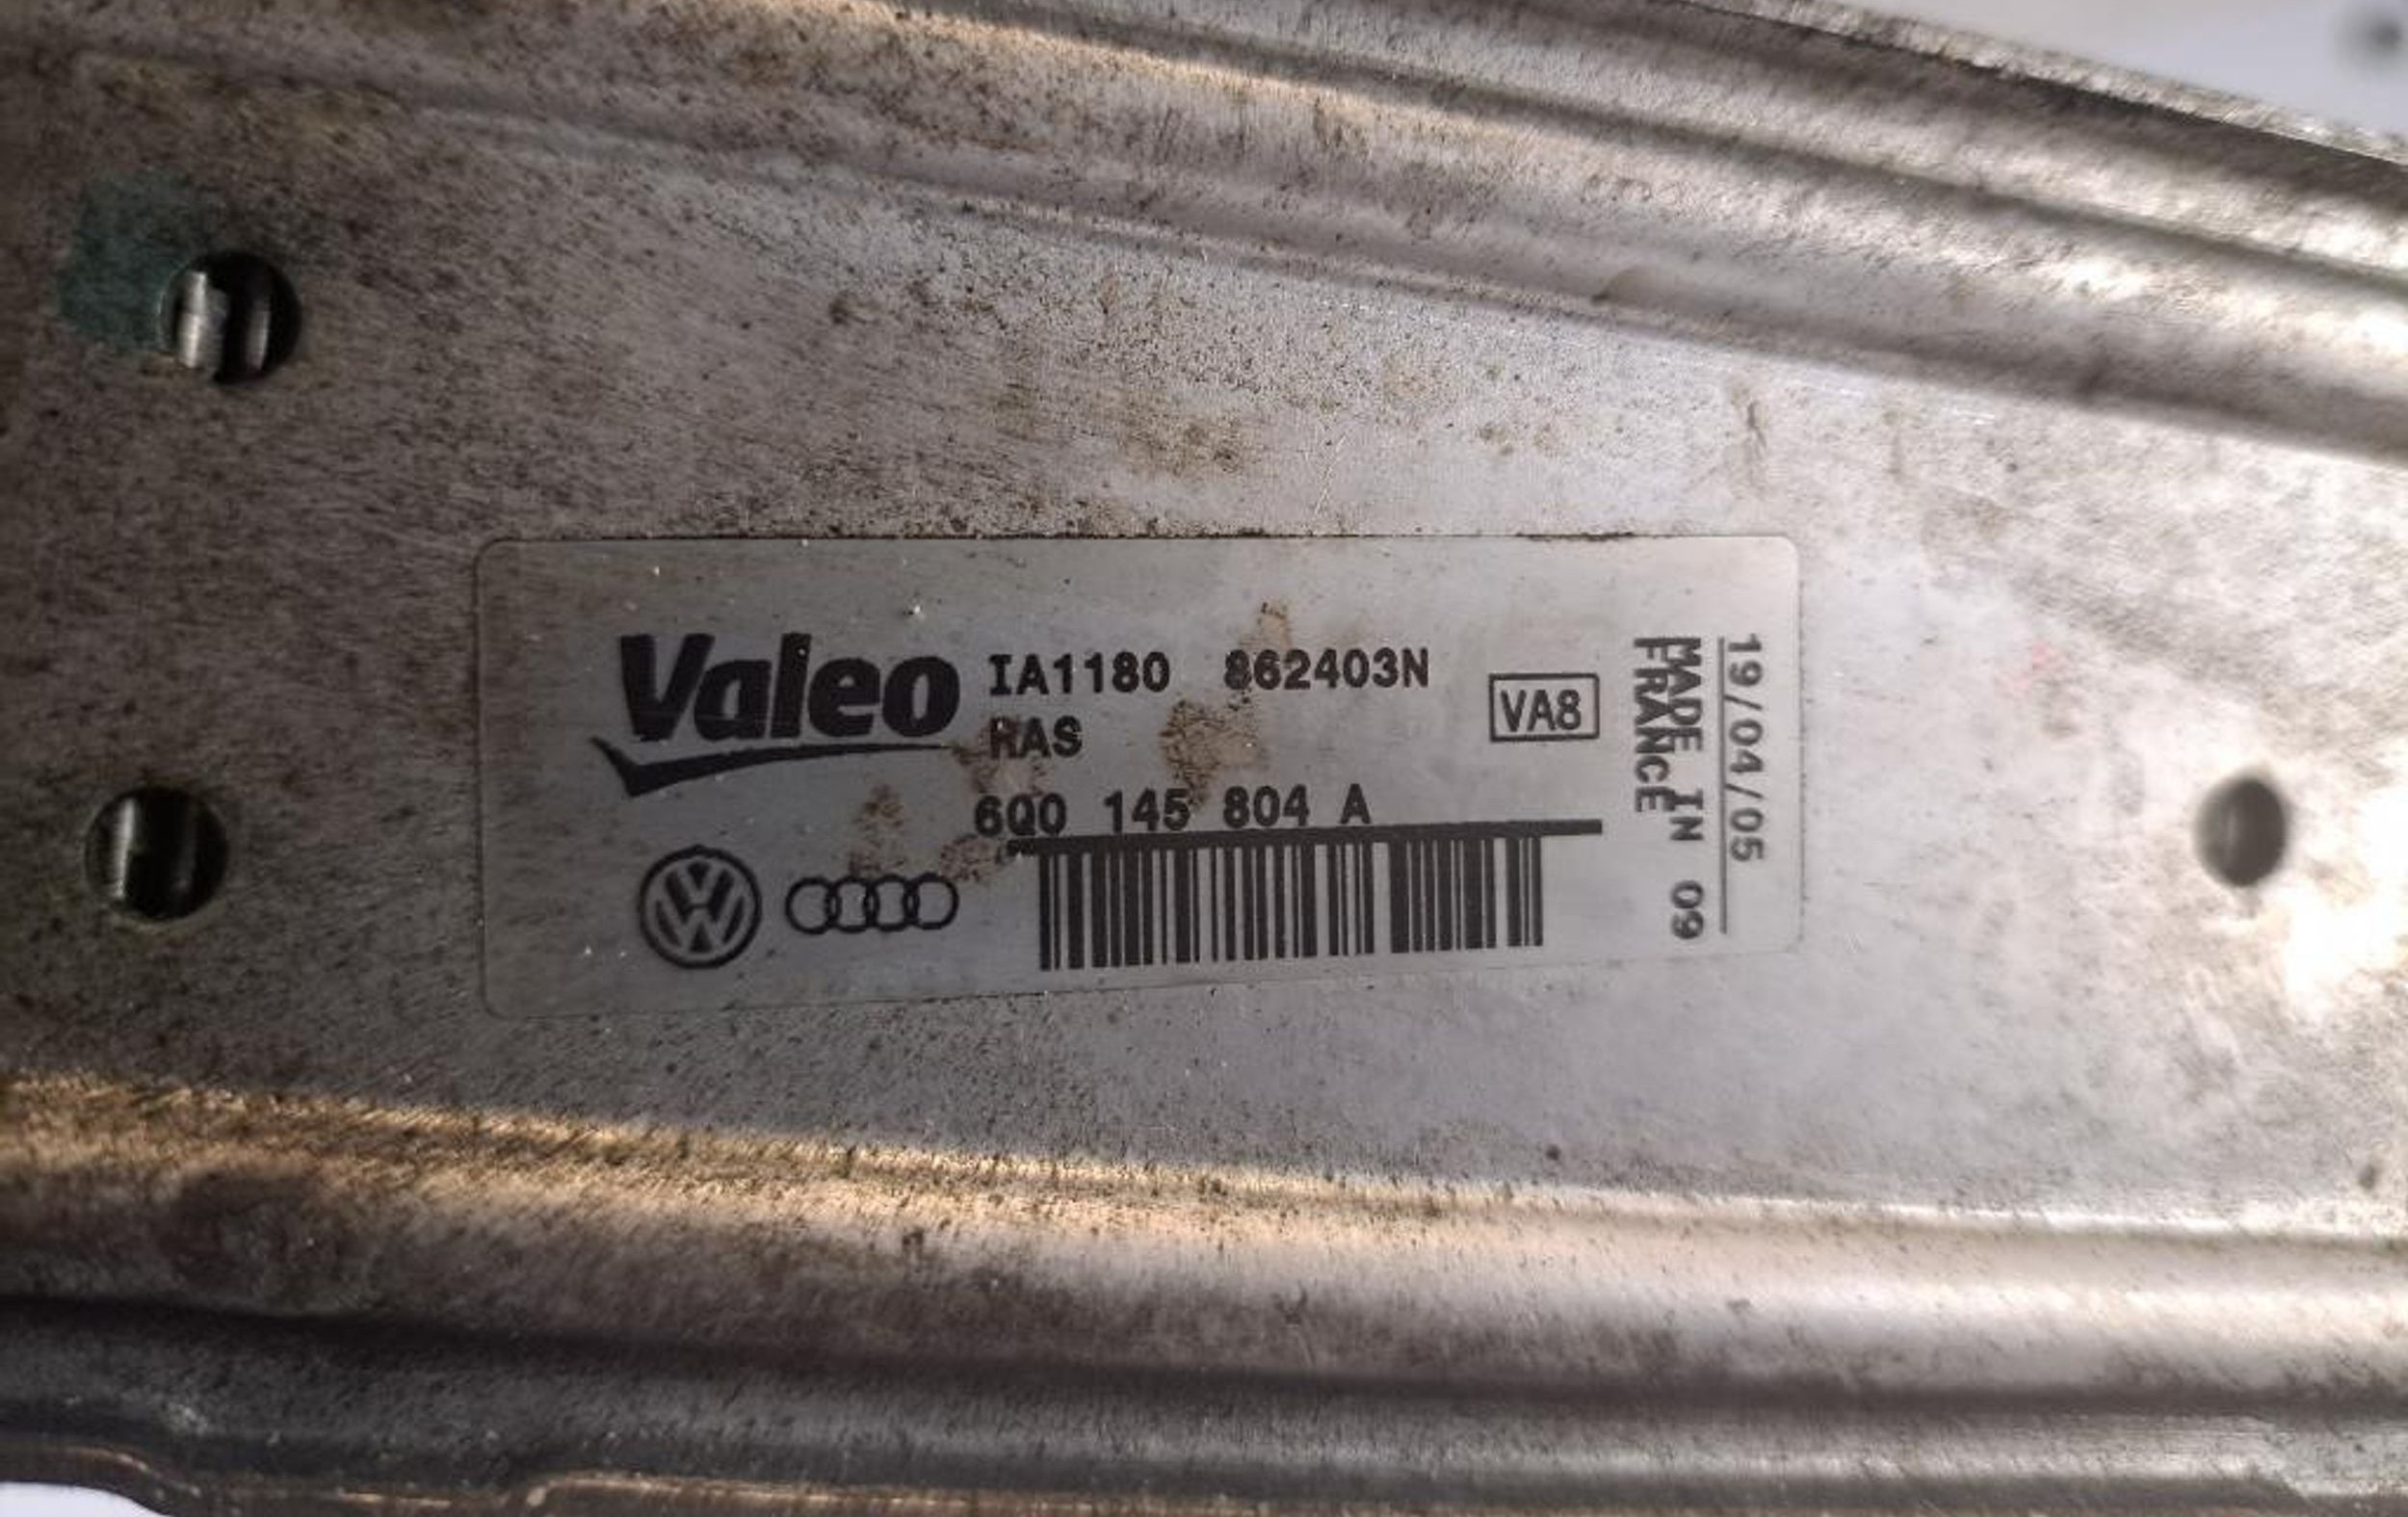 Valeo
IA1180 862403N
RAS
VA8
6Q0 145 804 A
19/04/05
MADE IN 09
FRANCE